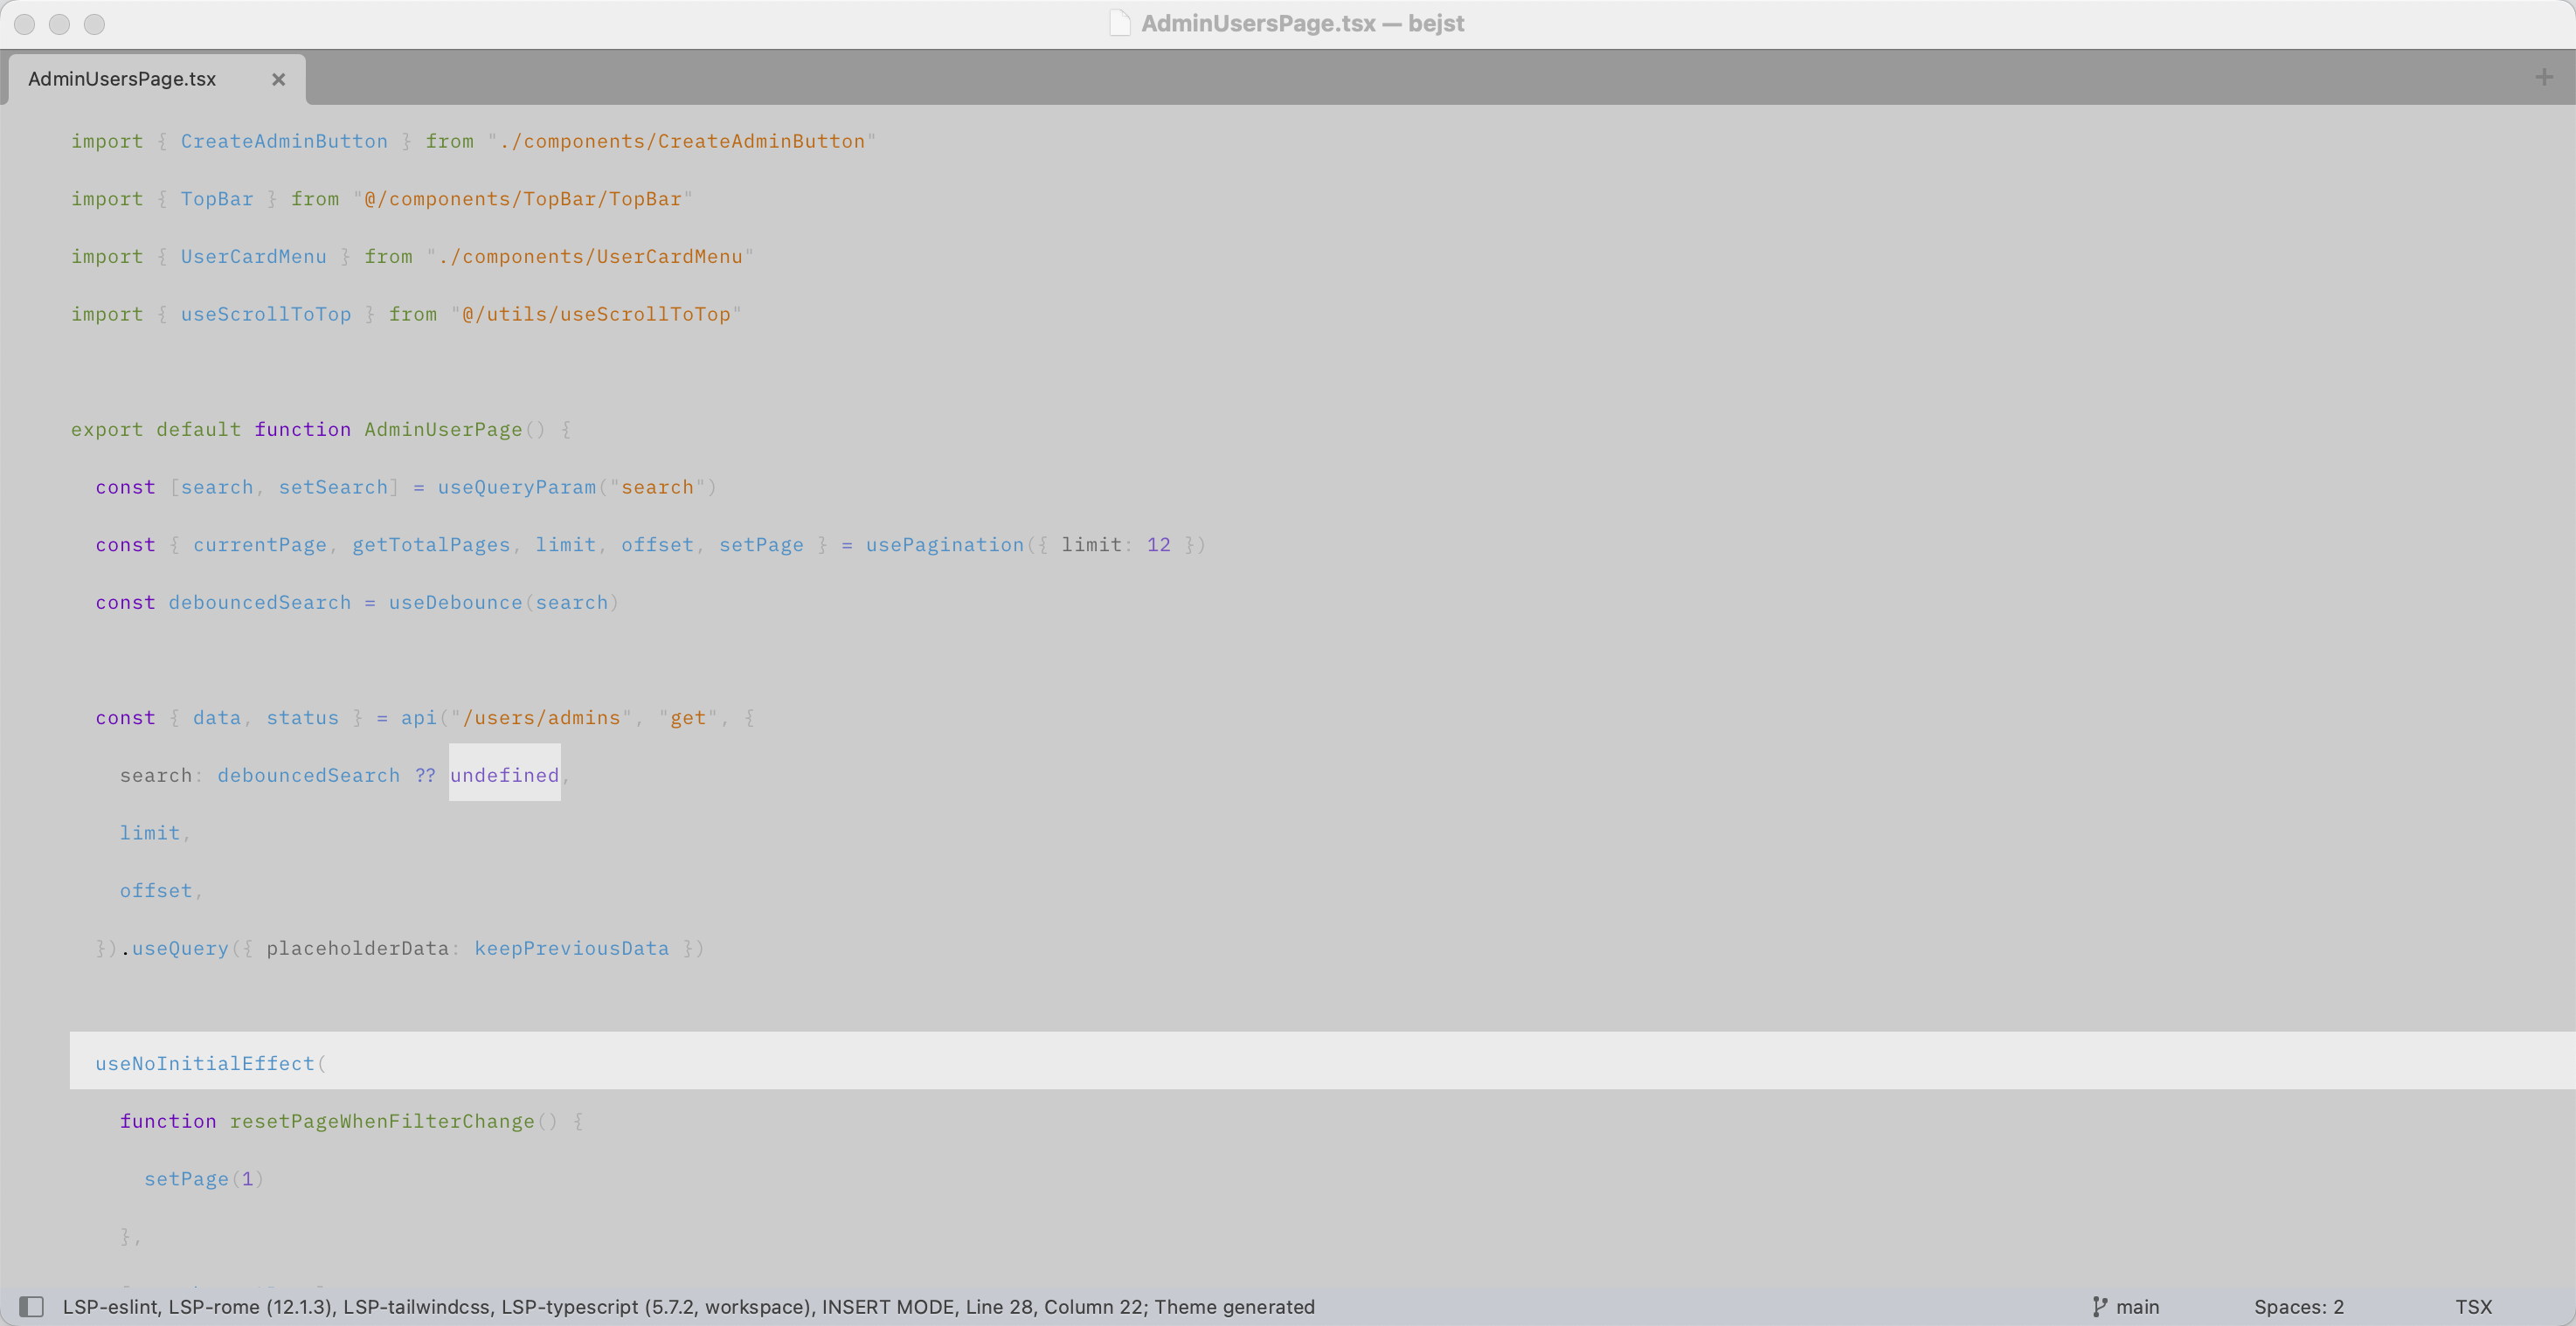 AdminUsersPage.tsx — bejst
AdminUsersPage.tsx
import { CreateAdminButton } from "./components/CreateAdminButton"
import { TopBar } from "@/components/TopBar/TopBar"
import { UserCardMenu } from "./components/UserCardMenu"
import { useScrollToTop } from "@/utils/useScrollToTop"
export default function AdminUserPage() {
const [search, setSearch] = useQueryParam("search")
const { currentPage, getTotalPages, limit, offset, setPage } = usePagination({ limit: 12 })
const debouncedSearch = useDebounce(search)
const { data, status } = api("/users/admins", "get", {
search: debouncedSearch ?? undefined,
limit,
offset,
}).useQuery({ placeholderData: keepPreviousData })
useNoInitialEffect(
function resetPageWhenFilterChange() {
setPage(1)
},
LSP-eslint, LSP-rome (12.1.3), LSP-tailwindcss, LSP-typescript (5.7.2, workspace), INSERT MODE, Line 28, Column 22; Theme generated
main
Spaces: 2
TSX